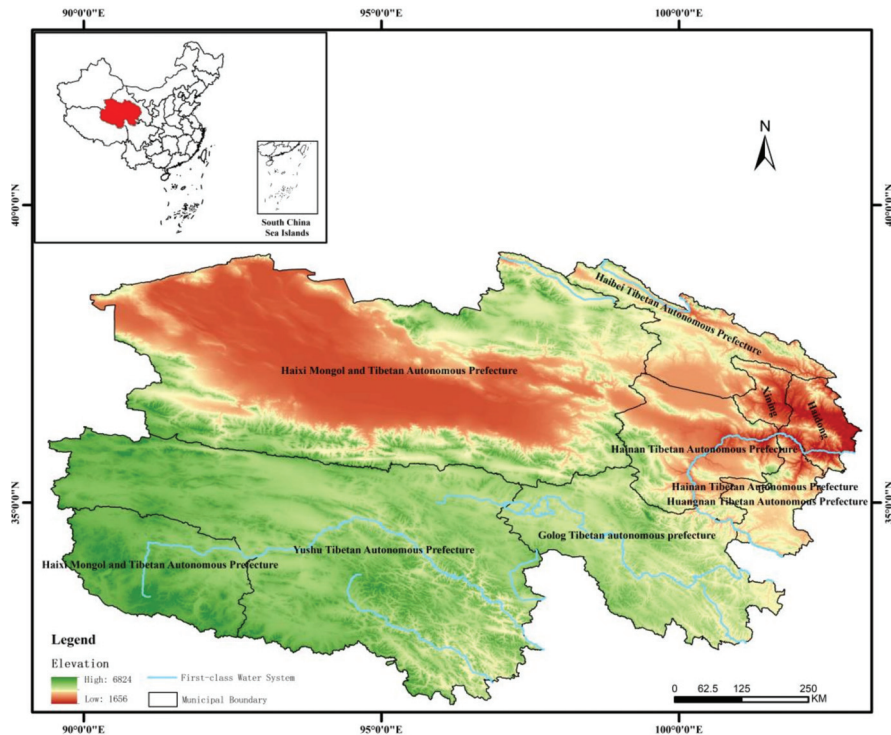 90°0'0"E
95°0'0"E
100°0'0"E
40°0'0"N
40°0'0"N
35°0'0"N
35°0'0"N
South China
Sea Islands
N
Haibei Tibetan Autonomous Prefecture
Haixi Mongol and Tibetan Autonomous Prefecture
Xining
Haidong
Hainan Tibetan Autonomous Prefecture
Hainan Tibetan Autonomous Prefecture
Huangnan Tibetan Autonomous Prefecture
Golog Tibetan autonomous prefecture
Yushu Tibetan Autonomous Prefecture
Haixi Mongol and Tibetan Autonomous Prefecture
Legend
Elevation
High: 6824
Low: 1656
First-class Water System
Municipal Boundary
0 62.5 125 250
KM
90°0'0"E
95°0'0"E
100°0'0"E